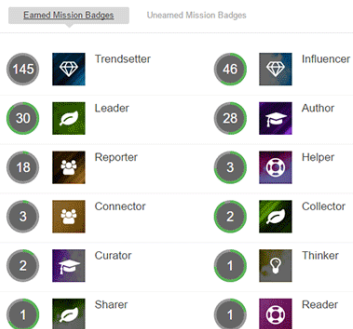 Earned Mission Badges Unearned Mission Badges
145 Trendsetter 46 Influencer
30 Leader 28 Author
18 Reporter 3 Helper
3 Connector 2 Collector
2 Curator 1 Thinker
1 Sharer 1 Reader